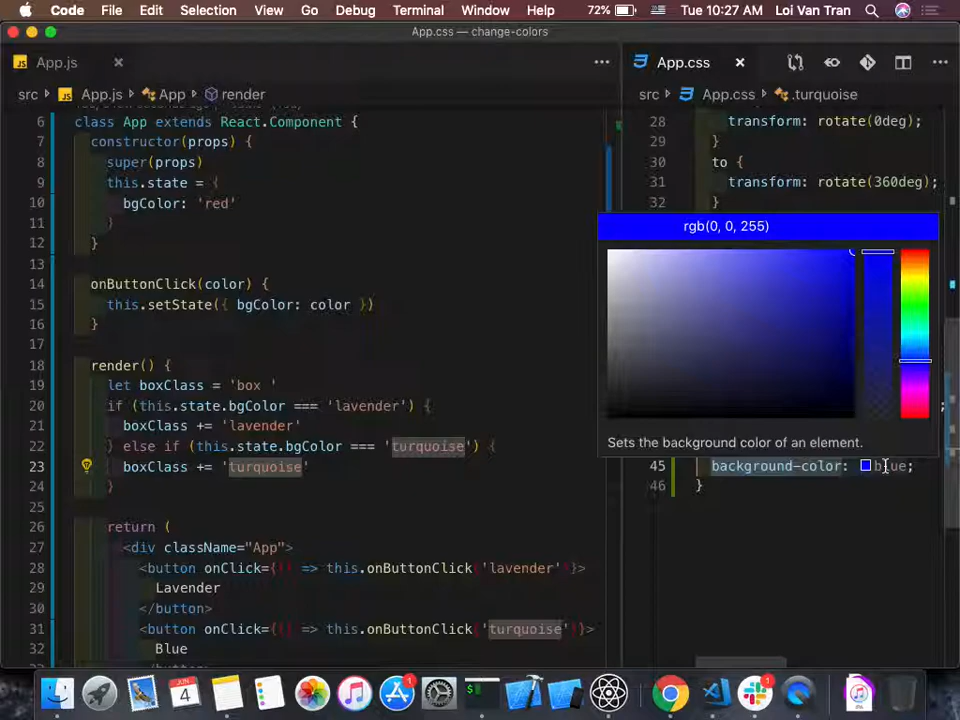 Code File Edit Selection View Go Debug Terminal Window Help 72% Tue 10:27 AM Loi Van Tran
App.css — change-colors
JS App.js
src App.js App render
6 class App extends React.Component {
7 constructor(props) {
8 super(props)
9 this.state = {
10 bgColor: 'red'
11 }
12 }
13
14 onButtonClick(color) {
15 this.setState({ bgColor: color })
16 }
17
18 render() {
19 let boxClass = 'box '
20 if (this.state.bgColor === 'lavender') {
21 boxClass += 'lavender'
22 } else if (this.state.bgColor === 'turquoise') {
23 boxClass += 'turquoise'
24 }
25
26 return (
27 <div className="App">
28 <button onClick={() => this.onButtonClick('lavender')}>
29 Lavender
30 </button>
31 <button onClick={() => this.onButtonClick('turquoise')}>
32 Blue
App.css
src App.css .turquoise
28 transform: rotate(0deg);
29 }
30 to {
31 transform: rotate(360deg);
32 }
rgb(0, 0, 255)
Sets the background color of an element.
45 background-color: blue;
46 }
4
1
1